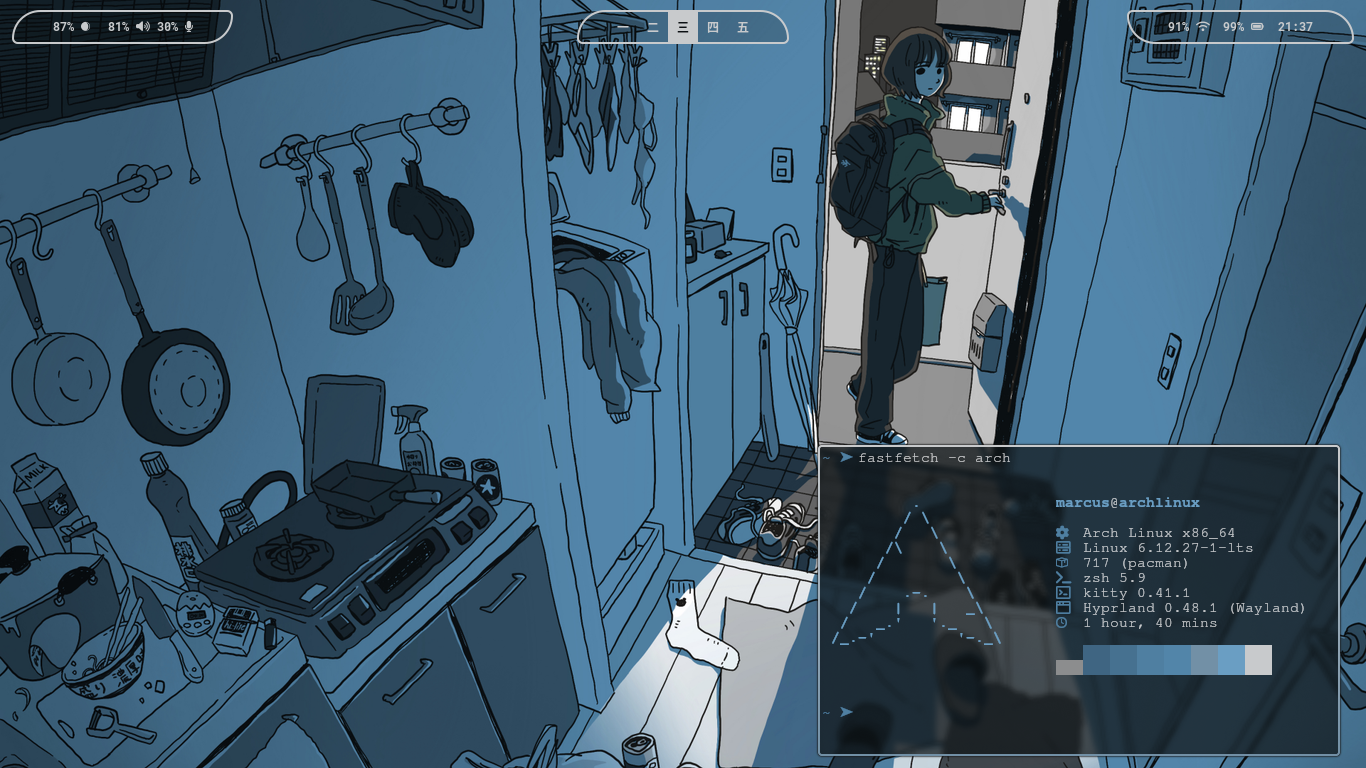 87% 81% 30%
一 二 三 四 五
91% 99% 21:37
MILK
~ fastfetch -c arch
marcus@archlinux
Arch Linux x86_64
Linux 6.12.27-1-lts
717 (pacman)
zsh 5.9
kitty 0.41.1
Hyprland 0.48.1 (Wayland)
1 hour, 40 mins
~